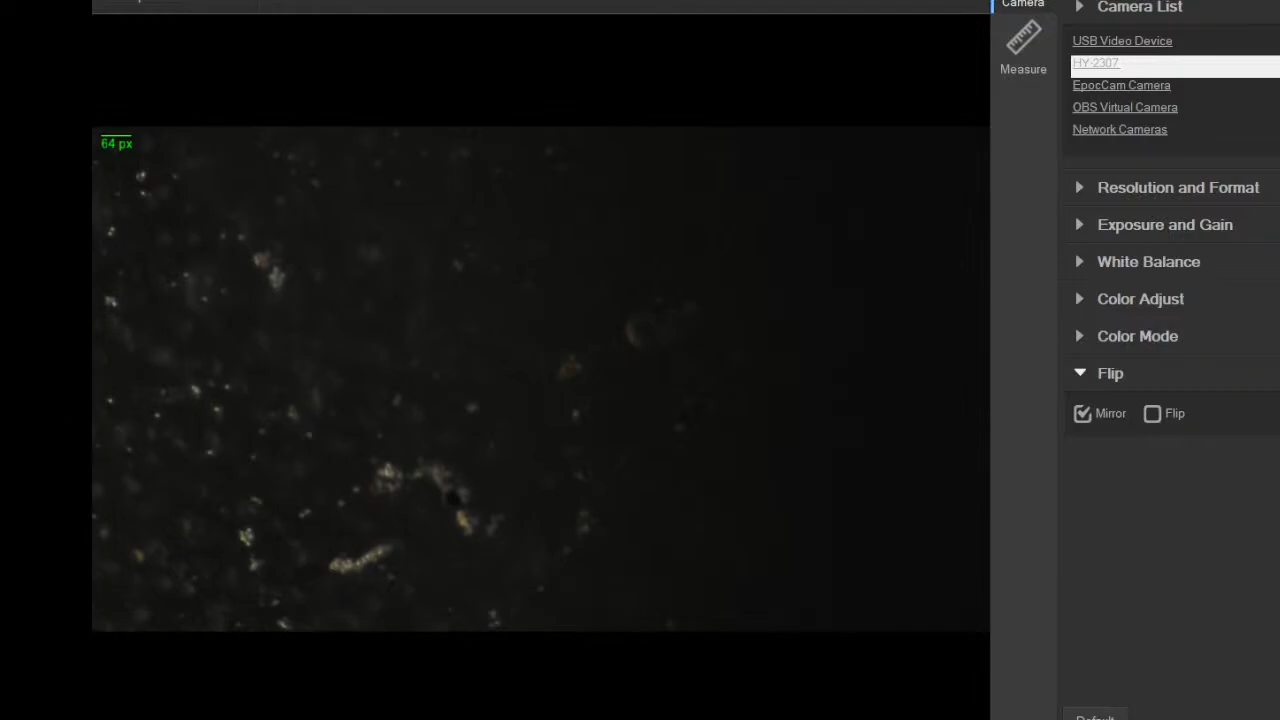 Camera
Camera List
USB Video Device
HY-2307
EpocCam Camera
OBS Virtual Camera
Network Cameras
Measure
64 px
Resolution and Format
Exposure and Gain
White Balance
Color Adjust
Color Mode
Flip
Mirror Flip
Default